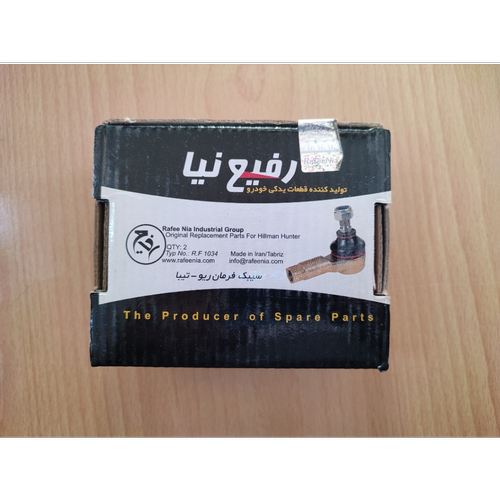 رفیع نیا
تولید کننده قطعات یدکی خودرو
رفیع
Rafee Nia Industrial Group
Original Replacement Parts For Hillman Hunter
QTY: 2
Typ No.: R.F 1034
Made in Iran/Tabriz
www.rafeenia.com
info@rafeenia.com
سیبک فرمان ریو - تیبا
The Producer of Spare Parts